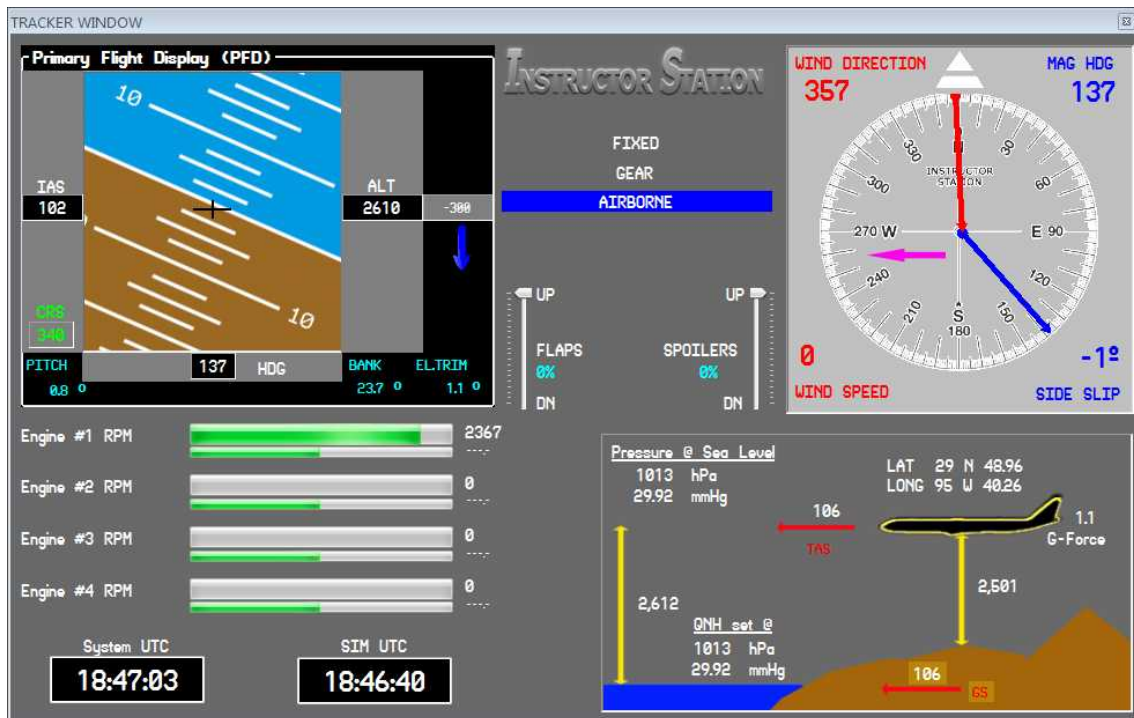 TRACKER WINDOW
Primary Flight Display (PFD)
10
IAS
102
ALT
2610
-300
10
CRS
340
PITCH
0.8 º
137
HDG
BANK
23.7 º
EL.TRIM
1.1 º
INSTRUCTOR STATION
FIXED
GEAR
AIRBORNE
UP
UP
FLAPS
0%
SPOILERS
0%
DN
DN
WIND DIRECTION
357
MAG HDG
137
N
330
30
INSTRUCTOR
STATION
300
60
270 W
E 90
240
120
210
150
S
180
0
WIND SPEED
-1º
SIDE SLIP
Engine #1 RPM
2367
---.-
Engine #2 RPM
0
---.-
Engine #3 RPM
0
---.-
Engine #4 RPM
0
---.-
System UTC
18:47:03
SIM UTC
18:46:40
Pressure @ Sea Level
1013 hPa
29.92 mmHg
LAT 29 N 48.96
LONG 95 W 40.26
106
TAS
1.1
G-Force
2,501
2,612
QNH set @
1013 hPa
29.92 mmHg
106
GS